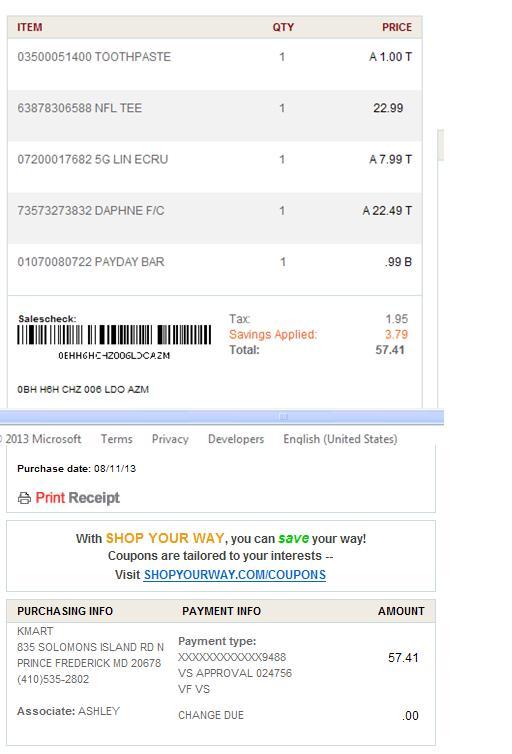 ITEM QTY PRICE
03500051400 TOOTHPASTE 1 A 1.00 T
63878306588 NFL TEE 1 22.99
07200017682 5G LIN ECRU 1 A 7.99 T
73573273832 DAPHNE F/C 1 A 22.49 T
01070080722 PAYDAY BAR 1 .99 B
Salescheck: Tax: 1.95
Savings Applied: 3.79
Total: 57.41
0BH H6H CHZ 006 LDO AZM
2013 Microsoft Terms Privacy Developers English (United States)
Purchase date: 08/11/13
Print Receipt
With SHOP YOUR WAY, you can save your way!
Coupons are tailored to your interests --
Visit SHOPYOURWAY.COM/COUPONS
PURCHASING INFO PAYMENT INFO AMOUNT
KMART
835 SOLOMONS ISLAND RD N Payment type:
PRINCE FREDERICK MD 20678 XXXXXXXXXXXX9488 57.41
(410)535-2802 VS APPROVAL 024756
VF VS
Associate: ASHLEY CHANGE DUE .00